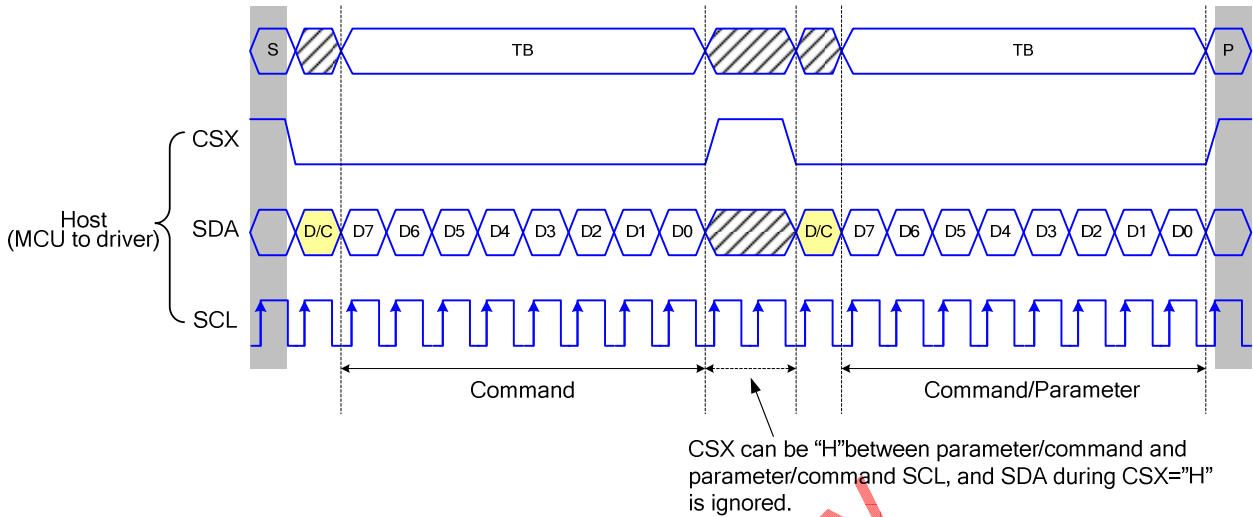 S TB TB P
CSX
Host
(MCU to driver)
SDA D/C D7 D6 D5 D4 D3 D2 D1 D0 D/C D7 D6 D5 D4 D3 D2 D1 D0
SCL
Command Command/Parameter
CSX can be “H”between parameter/command and
parameter/command SCL, and SDA during CSX=”H”
is ignored.